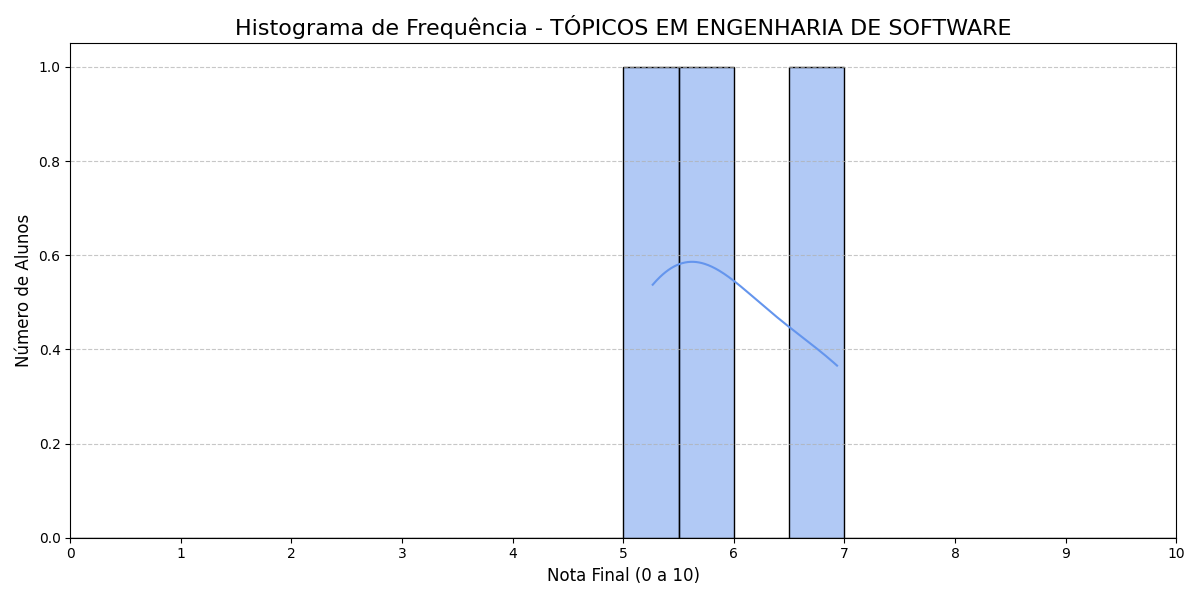 Histograma de Frequência - TÓPICOS EM ENGENHARIA DE SOFTWARE
Número de Alunos
1.0
0.8
0.6
0.4
0.2
0.0
0 1 2 3 4 5 6 7 8 9 10
Nota Final (0 a 10)